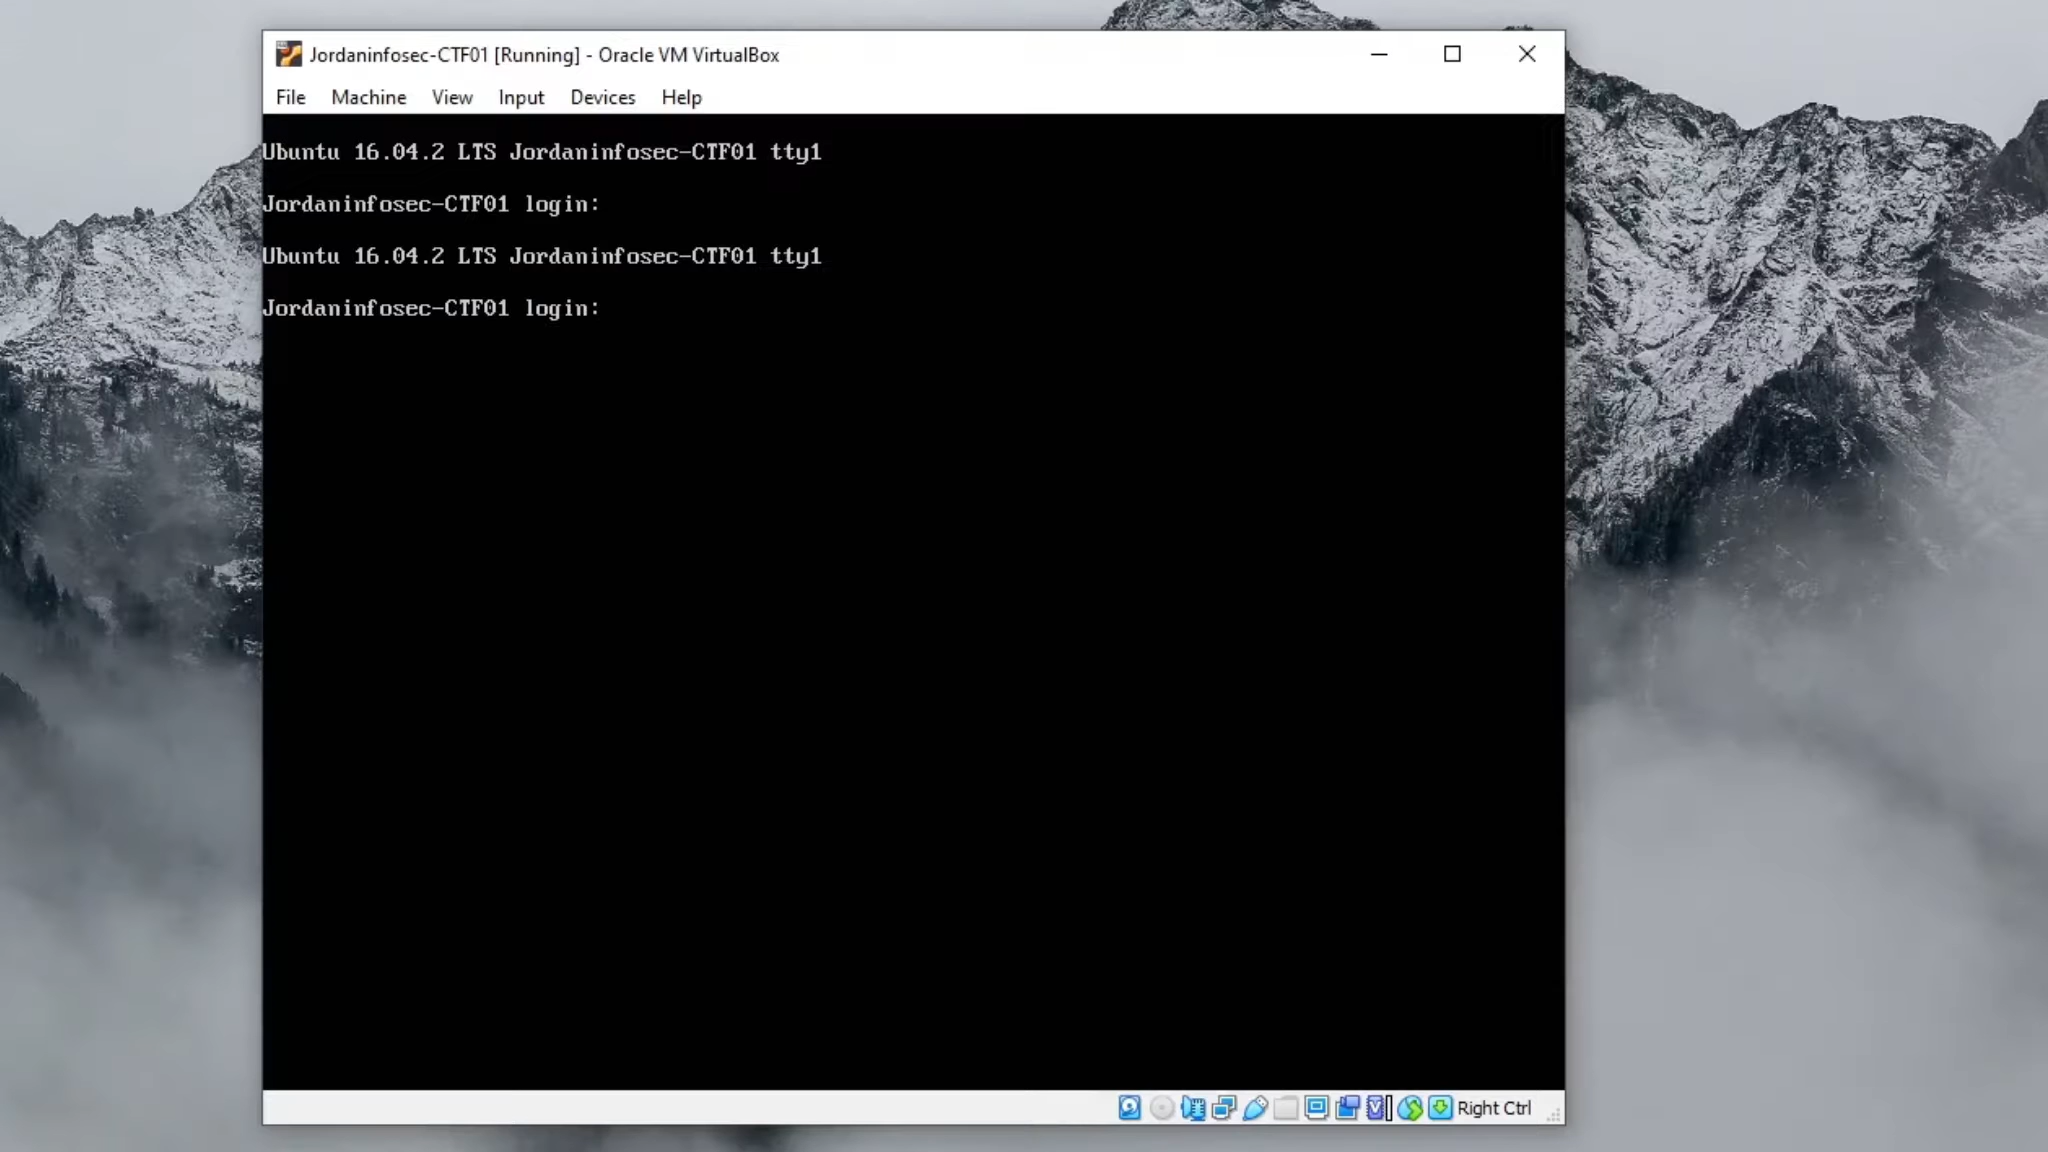 Jordaninfosec-CTF01 [Running] - Oracle VM VirtualBox
File Machine View Input Devices Help
Ubuntu 16.04.2 LTS Jordaninfosec-CTF01 tty1
Jordaninfosec-CTF01 login:
Ubuntu 16.04.2 LTS Jordaninfosec-CTF01 tty1
Jordaninfosec-CTF01 login:
Right Ctrl